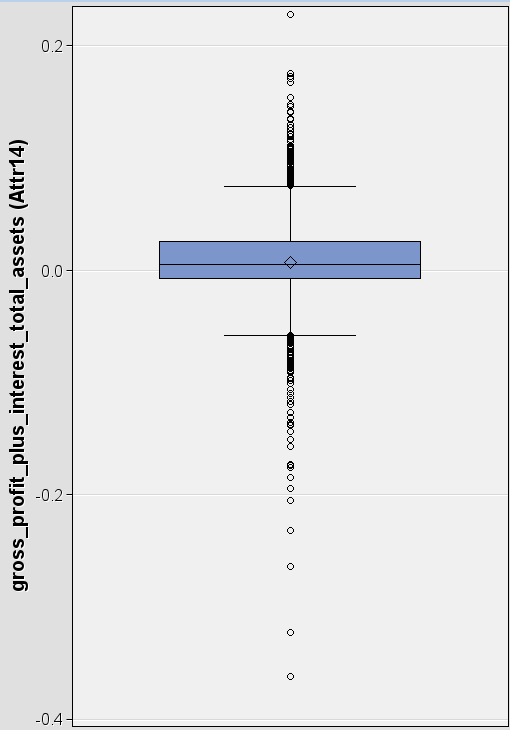 gross_profit_plus_interest_total_assets (Attr14)
0.2
0.0
-0.2
-0.4